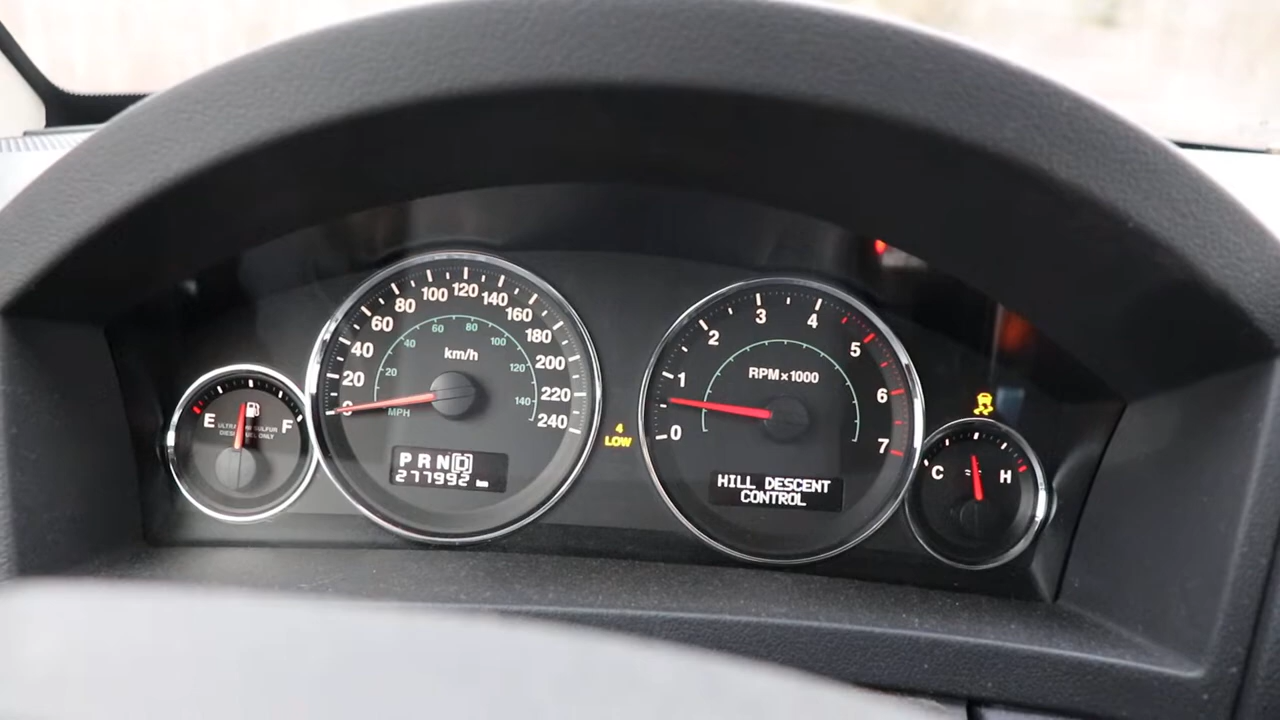 E F
ULTRA LOW SULFUR
DIESEL FUEL ONLY
0 20 40 60 80 100 120 140 160 180 200 220 240
20 40 60 80 100 120 140
km/h
MPH
P R N D
277992 km
4
LOW
0 1 2 3 4 5 6 7
RPM×1000
HILL DESCENT
CONTROL
C H